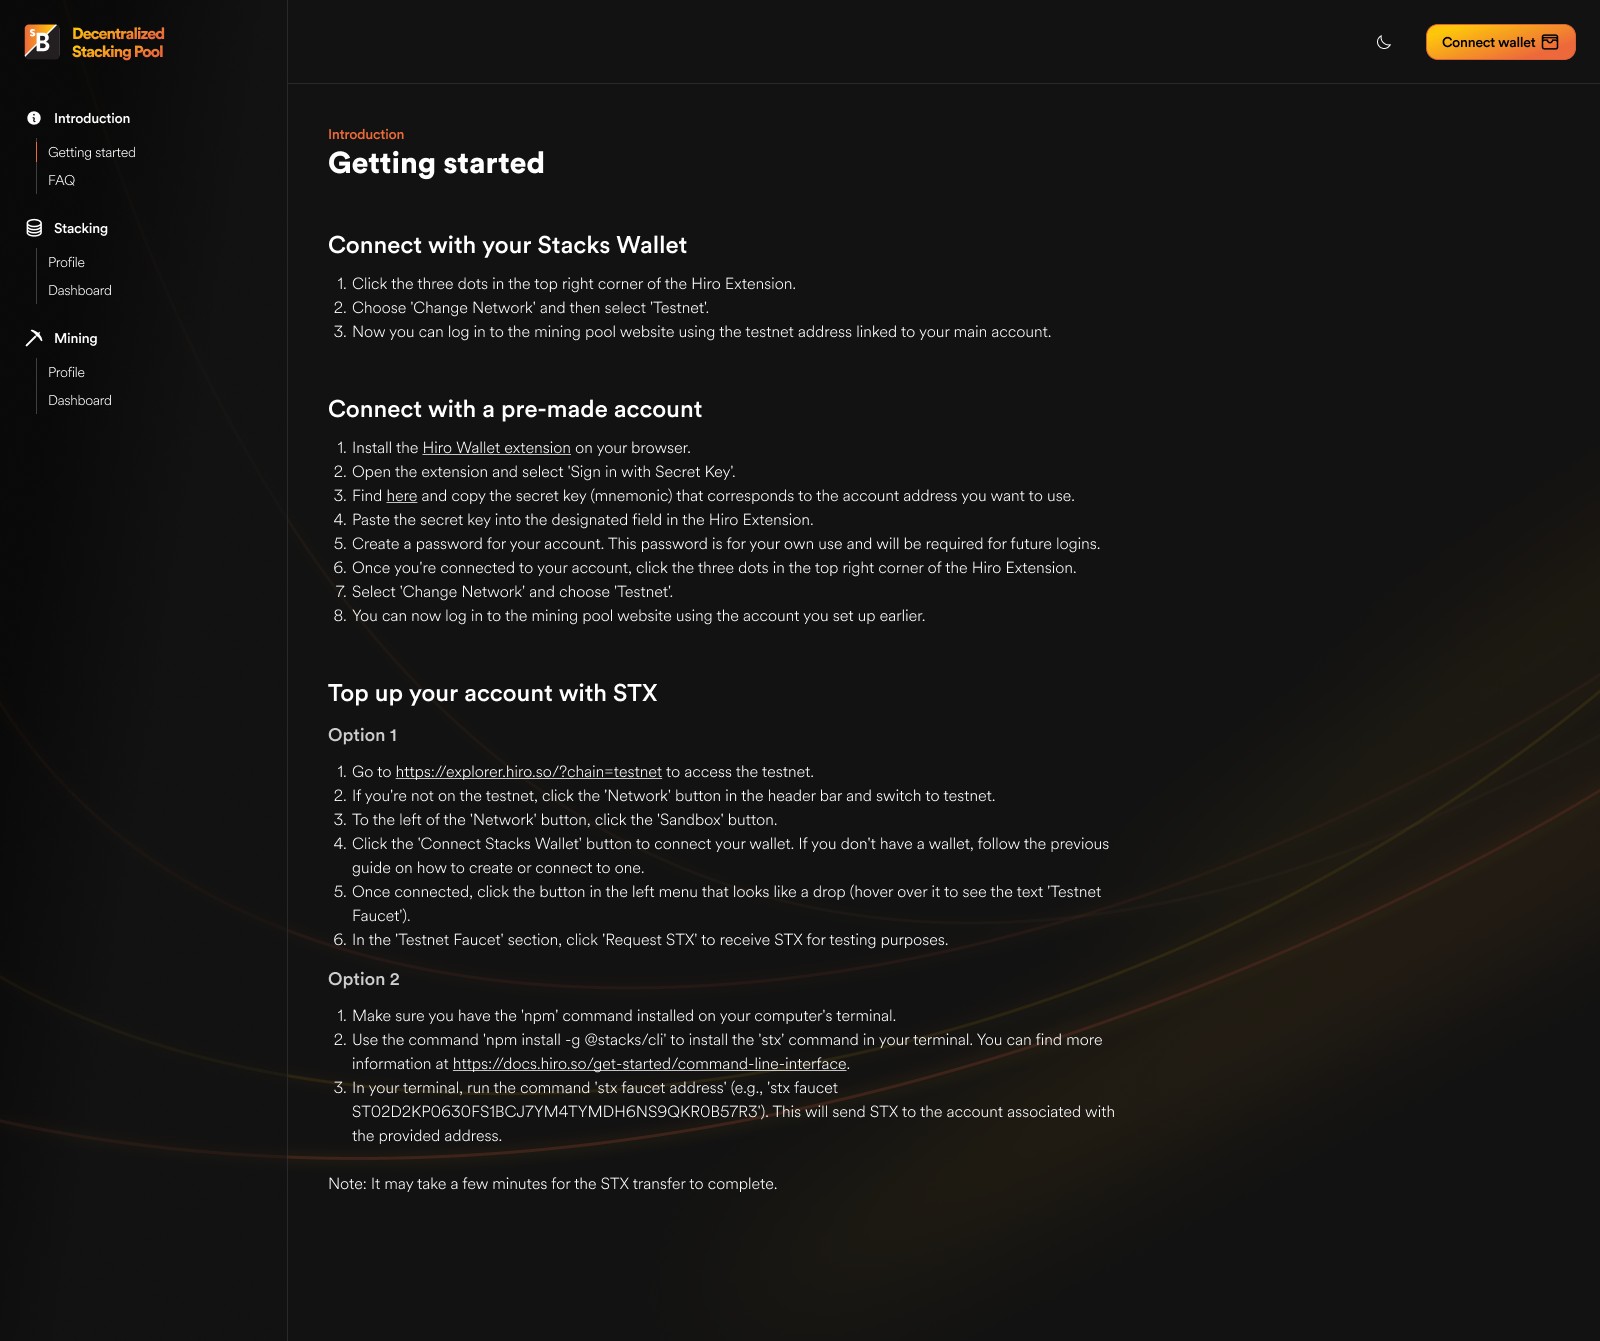 Decentralized
Stacking Pool
Connect wallet
Introduction
Getting started
FAQ
Stacking
Profile
Dashboard
Mining
Profile
Dashboard
Introduction
Getting started
Connect with your Stacks Wallet
1. Click the three dots in the top right corner of the Hiro Extension.
2. Choose 'Change Network' and then select 'Testnet'.
3. Now you can log in to the mining pool website using the testnet address linked to your main account.
Connect with a pre-made account
1. Install the Hiro Wallet extension on your browser.
2. Open the extension and select 'Sign in with Secret Key'.
3. Find here and copy the secret key (mnemonic) that corresponds to the account address you want to use.
4. Paste the secret key into the designated field in the Hiro Extension.
5. Create a password for your account. This password is for your own use and will be required for future logins.
6. Once you're connected to your account, click the three dots in the top right corner of the Hiro Extension.
7. Select 'Change Network' and choose 'Testnet'.
8. You can now log in to the mining pool website using the account you set up earlier.
Top up your account with STX
Option 1
1. Go to https://explorer.hiro.so/?chain=testnet to access the testnet.
2. If you're not on the testnet, click the 'Network' button in the header bar and switch to testnet.
3. To the left of the 'Network' button, click the 'Sandbox' button.
4. Click the 'Connect Stacks Wallet' button to connect your wallet. If you don't have a wallet, follow the previous
guide on how to create or connect to one.
5. Once connected, click the button in the left menu that looks like a drop (hover over it to see the text 'Testnet
Faucet').
6. In the 'Testnet Faucet' section, click 'Request STX' to receive STX for testing purposes.
Option 2
1. Make sure you have the 'npm' command installed on your computer's terminal.
2. Use the command 'npm install -g @stacks/cli' to install the 'stx' command in your terminal. You can find more
information at https://docs.hiro.so/get-started/command-line-interface.
3. In your terminal, run the command 'stx faucet address' (e.g., 'stx faucet
ST02D2KP0630FS1BCJ7YM4TYMDH6NS9QKR0B57R3'). This will send STX to the account associated with
the provided address.
Note: It may take a few minutes for the STX transfer to complete.